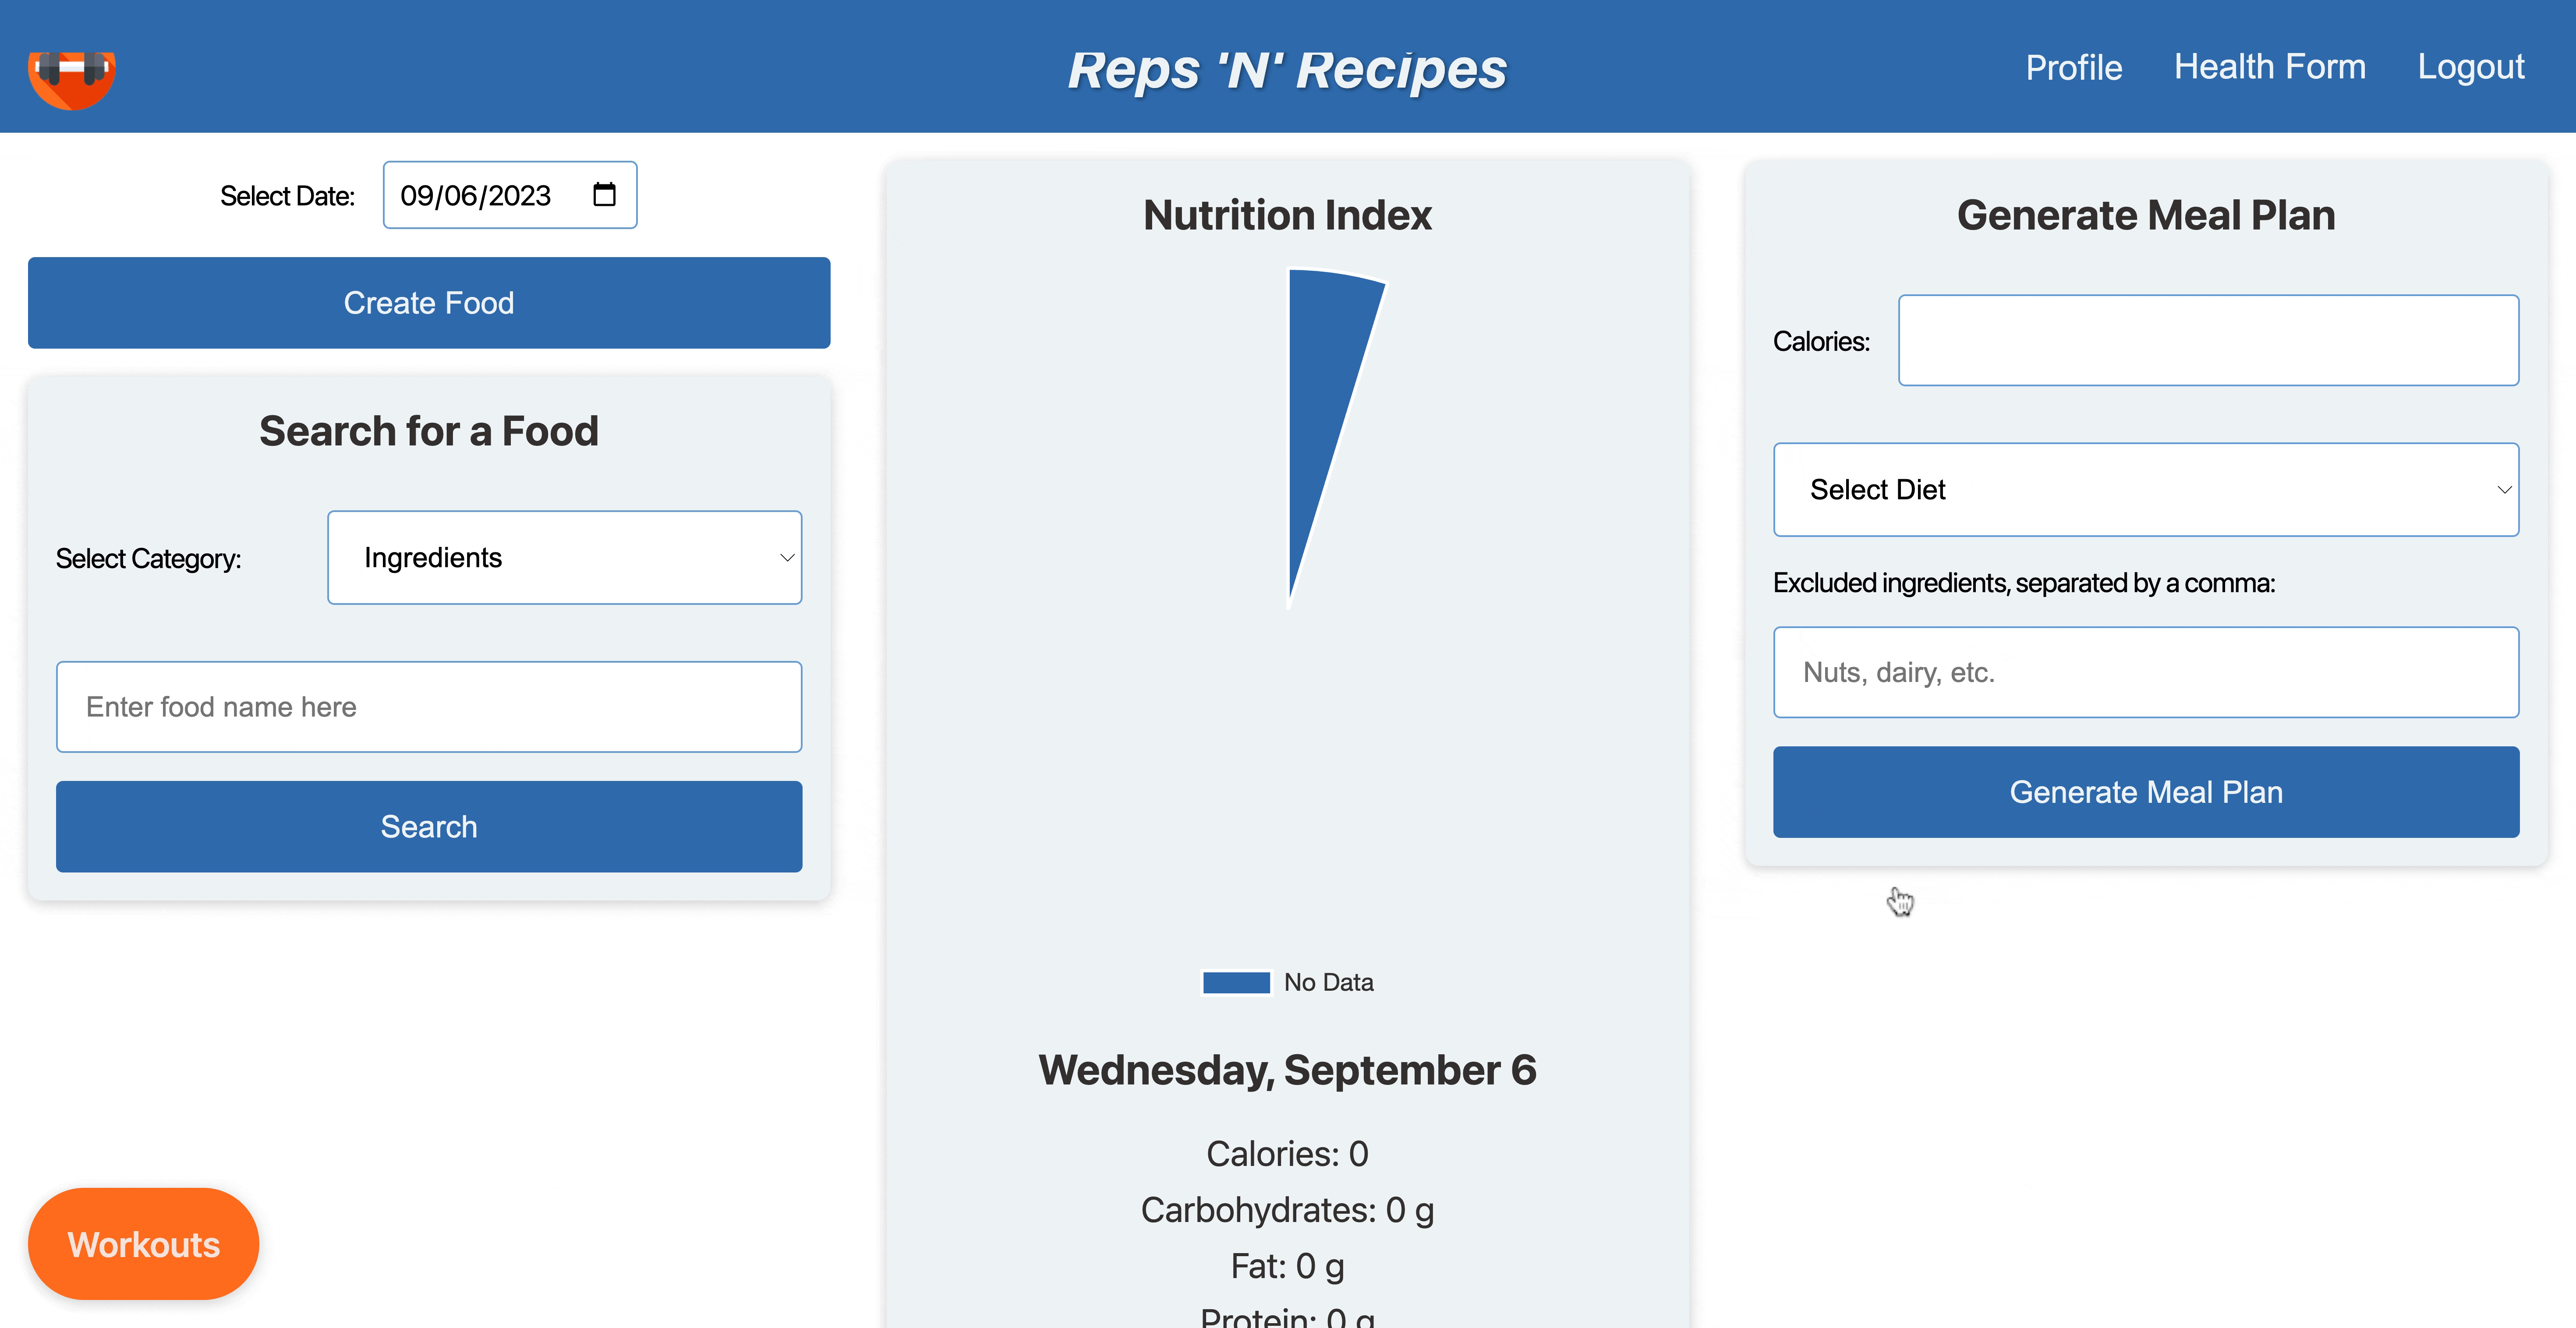 Reps 'N' Recipes
Profile
Health Form
Logout
Select Date:
09/06/2023
Create Food
Search for a Food
Select Category:
Ingredients
Enter food name here
Search
Nutrition Index
No Data
Wednesday, September 6
Calories: 0
Carbohydrates: 0 g
Fat: 0 g
Protein: 0 g
Generate Meal Plan
Calories:
Select Diet
Excluded ingredients, separated by a comma:
Nuts, dairy, etc.
Generate Meal Plan
Workouts